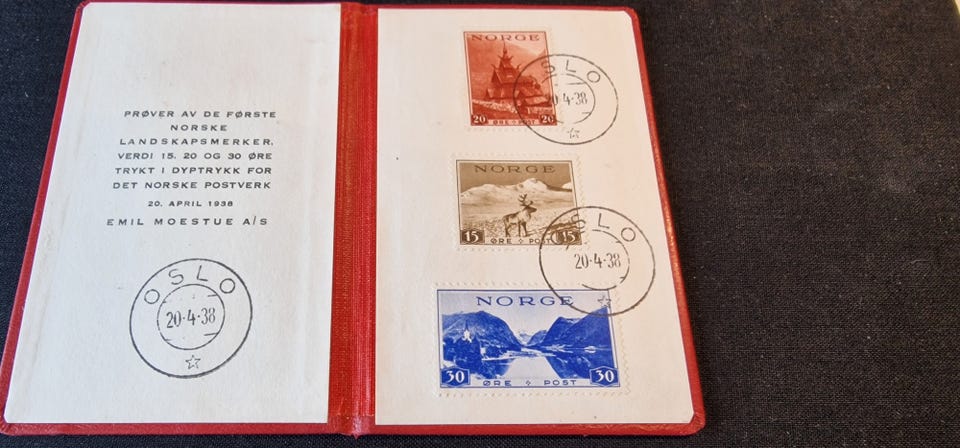 PRØVER AV DE FØRSTE
NORSKE
LANDSKAPSMERKER,
VERDI 15, 20 OG 30 ØRE
TRYKT I DYPTRYKK FOR
DET NORSKE POSTVERK
20. APRIL 1938
EMIL MOESTUE A/S
OSLO
20-4-38
NORGE
20 ØRE POST 20
OSLO
20-4-38
NORGE
15 ØRE POST 15
OSLO
20-4-38
NORGE
30 ØRE POST 30